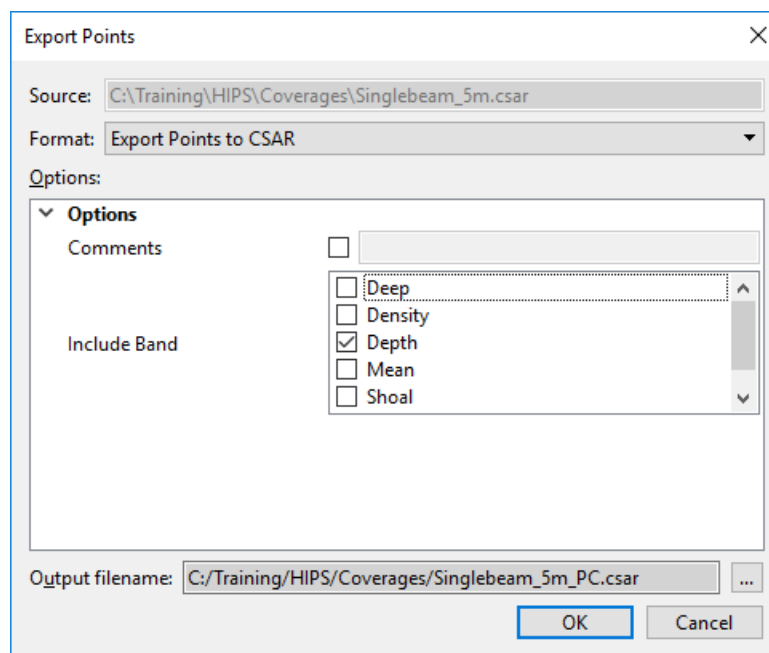 Export Points
Source: C:\Training\HIPS\Coverages\Singlebeam_5m.csar
Format: Export Points to CSAR
Options:
Options
Comments
Include Band
Deep
Density
Depth
Mean
Shoal
Output filename: C:/Training/HIPS/Coverages/Singlebeam_5m_PC.csar ...
OK Cancel